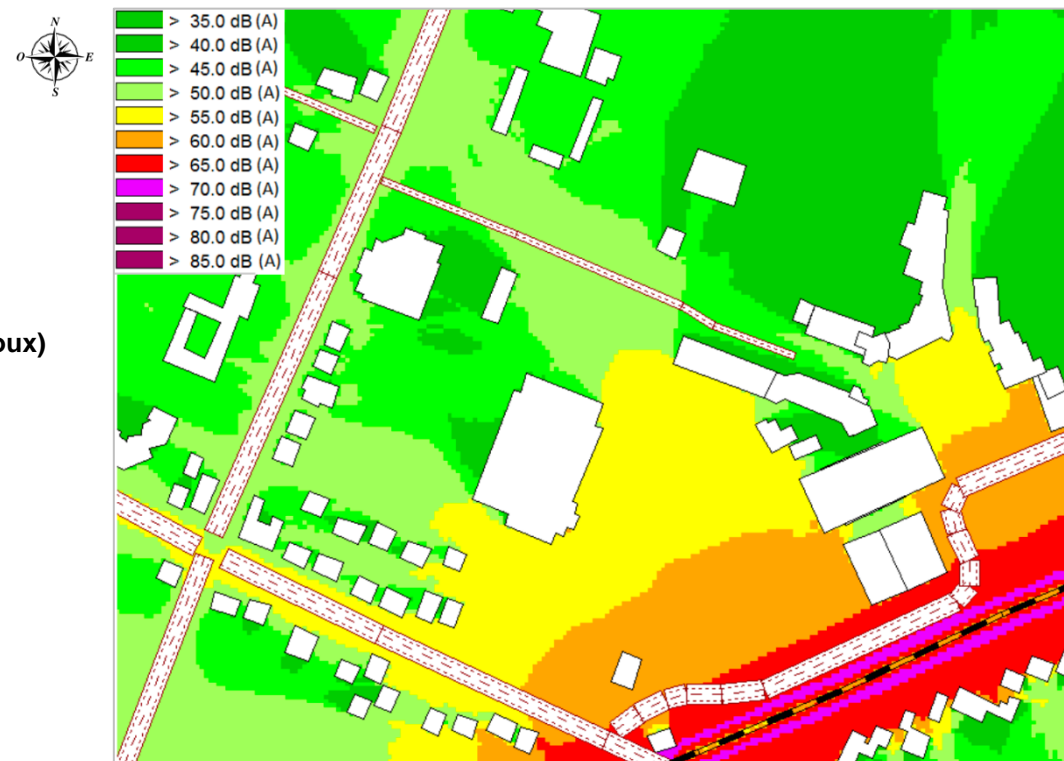 N
O E
S
> 35.0 dB (A)
> 40.0 dB (A)
> 45.0 dB (A)
> 50.0 dB (A)
> 55.0 dB (A)
> 60.0 dB (A)
> 65.0 dB (A)
> 70.0 dB (A)
> 75.0 dB (A)
> 80.0 dB (A)
> 85.0 dB (A)
oux)